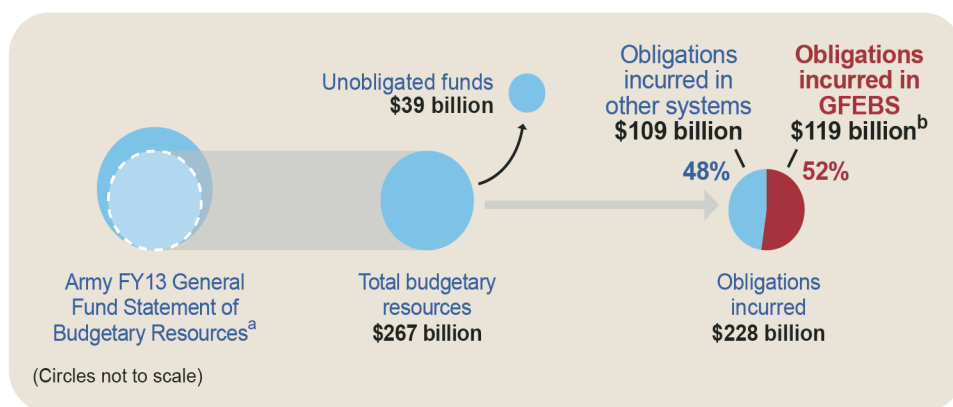 Unobligated funds
$39 billion
Obligations
incurred in
other systems
$109 billion
Obligations
incurred in
GFEBS
$119 billionb
48%
52%
Army FY13 General
Fund Statement of
Budgetary Resourcesa
Total budgetary
resources
$267 billion
Obligations
incurred
$228 billion
(Circles not to scale)